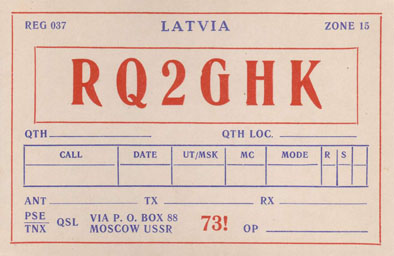 REG 037 LATVIA ZONE 15
RQ2GHK
QTH QTH LOC.
CALL DATE UT/MSK MC MODE R S
ANT TX RX
PSE QSL VIA P. O. BOX 88 73! OP
TNX MOSCOW USSR